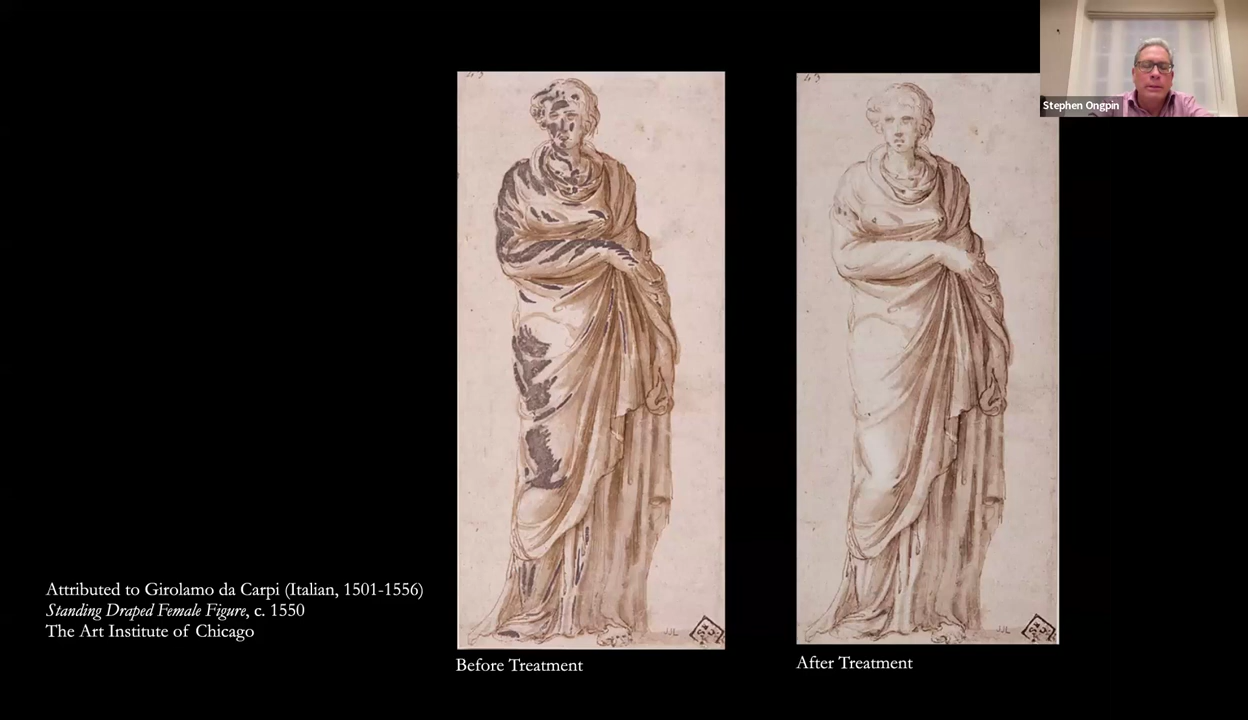 Stephen Ongpin
Attributed to Girolamo da Carpi (Italian, 1501-1556)
Standing Draped Female Figure, c. 1550
The Art Institute of Chicago
Before Treatment
After Treatment